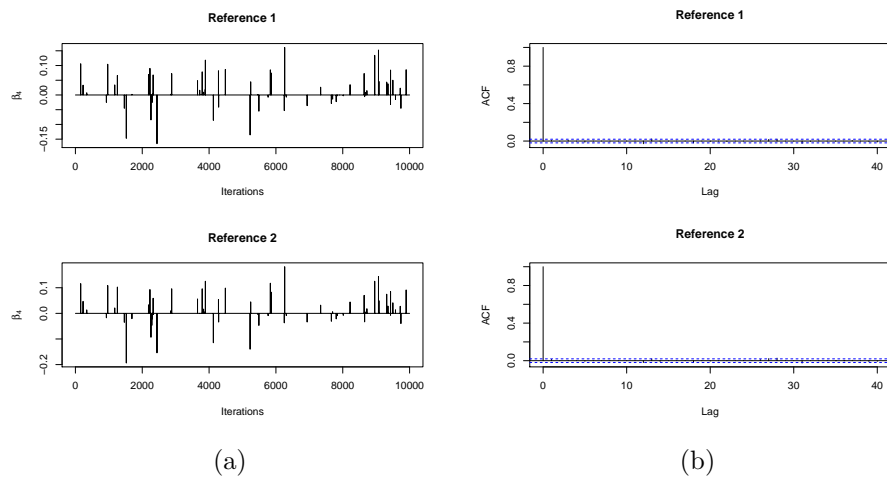 Reference 1
β4
0.10
0.00
−0.15
0
2000
4000
6000
8000
10000
Iterations
Reference 2
β4
0.1
0.0
−0.2
0
2000
4000
6000
8000
10000
Iterations
(a)
Reference 1
ACF
0.8
0.4
0.0
0
10
20
30
40
Lag
Reference 2
ACF
0.8
0.4
0.0
0
10
20
30
40
Lag
(b)